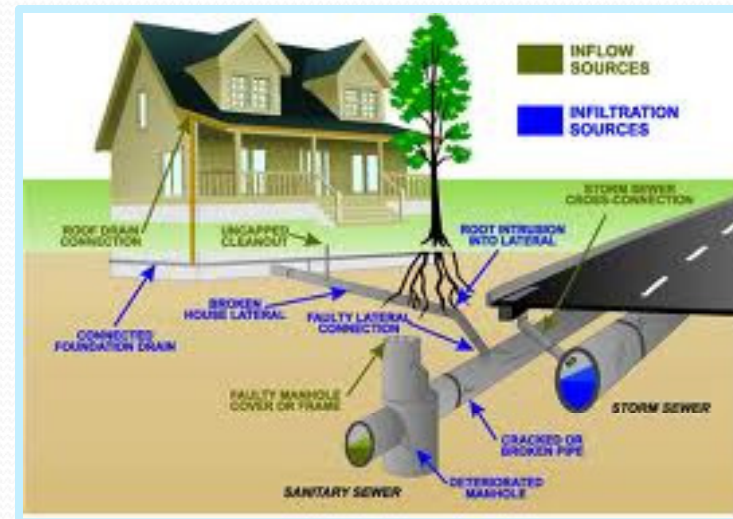 INFLOW
SOURCES
INFILTRATION
SOURCES
STORM SEWER
CROSS-CONNECTION
ROOF DRAIN
CONNECTION
UNCAPPED
CLEANOUT
ROOT INTRUSION
INTO LATERAL
BROKEN
HOUSE LATERAL
FAULTY LATERAL
CONNECTION
CONNECTED
FOUNDATION DRAIN
FAULTY MANHOLE
COVER OR FRAME
STORM SEWER
CRACKED OR
BROKEN PIPE
DETERIORATED
MANHOLE
SANITARY SEWER